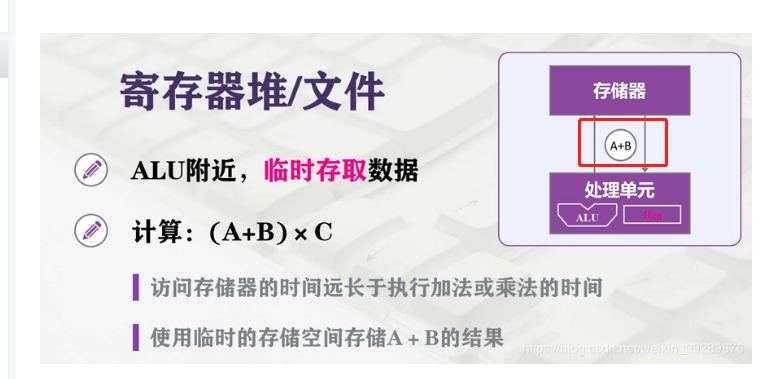 寄存器堆/文件
ALU附近，临时存取数据
计算：(A+B) × C
访问存储器的时间远长于执行加法或乘法的时间
使用临时的存储空间存储A + B的结果
存储器
A+B
处理单元
ALU
Reg
https://blog.csdn.net/weixin_39289876